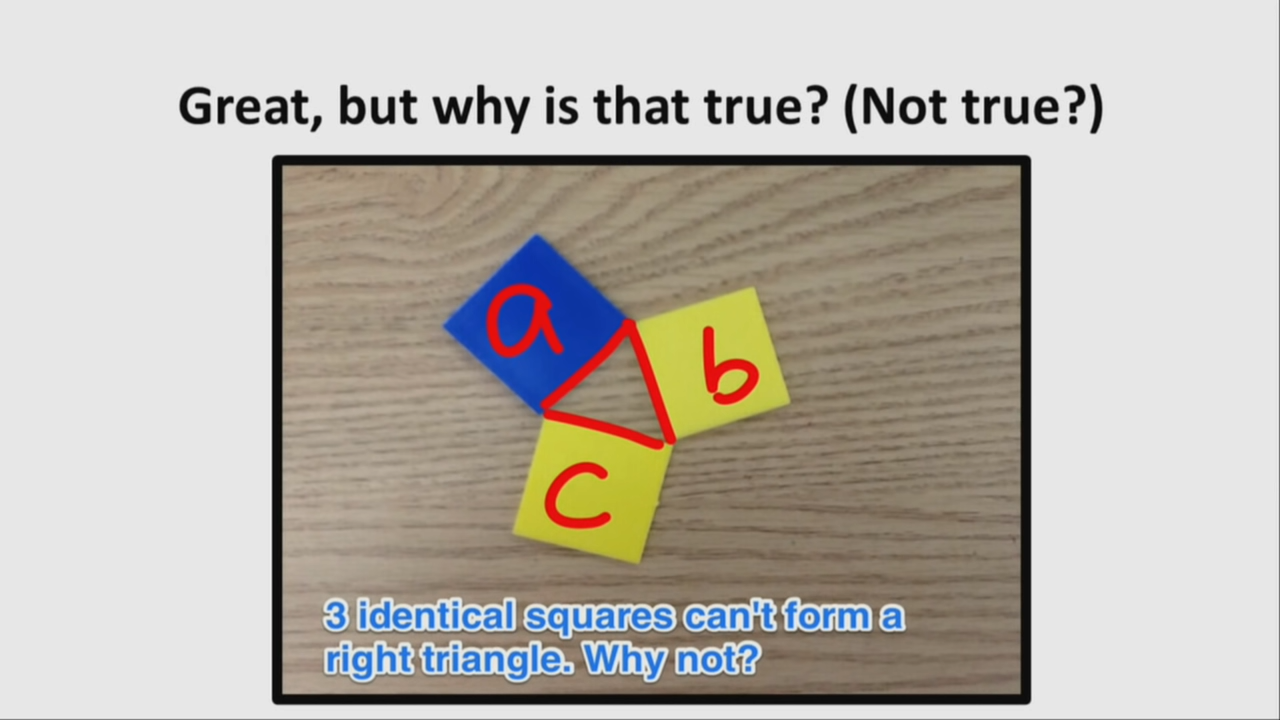 Great, but why is that true? (Not true?)
a
b
c
3 identical squares can't form a
right triangle. Why not?